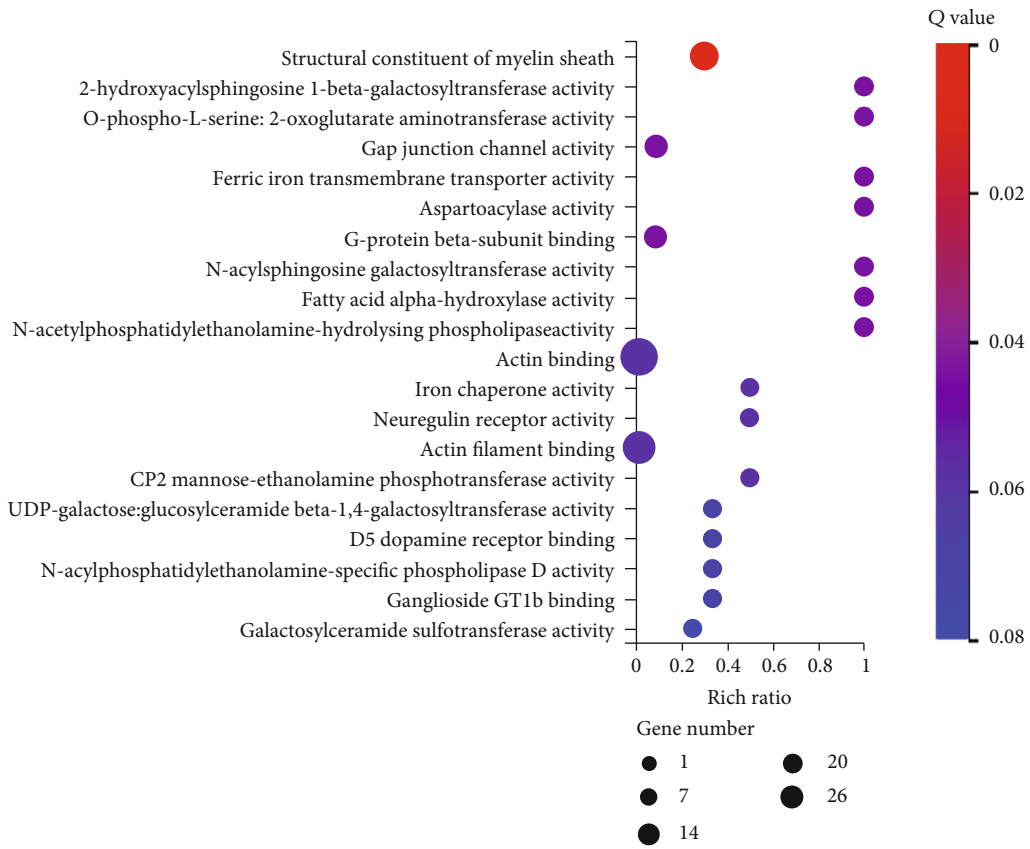 Q value
Structural constituent of myelin sheath
2-hydroxyacylsphingosine 1-beta-galactosyltransferase activity
O-phospho-L-serine: 2-oxoglutarate aminotransferase activity
Gap junction channel activity
Ferric iron transmembrane transporter activity
Aspartoacylase activity
G-protein beta-subunit binding
N-acylsphingosine galactosyltransferase activity
Fatty acid alpha-hydroxylase activity
N-acetylphosphatidylethanolamine-hydrolysing phospholipaseactivity
Actin binding
Iron chaperone activity
Neuregulin receptor activity
Actin filament binding
CP2 mannose-ethanolamine phosphotransferase activity
UDP-galactose:glucosylceramide beta-1,4-galactosyltransferase activity
D5 dopamine receptor binding
N-acylphosphatidylethanolamine-specific phospholipase D activity
Ganglioside GT1b binding
Galactosylceramide sulfotransferase activity
0
0.02
0.04
0.06
0.08
0 0.2 0.4 0.6 0.8 1
Rich ratio
Gene number
1 20
7 26
14